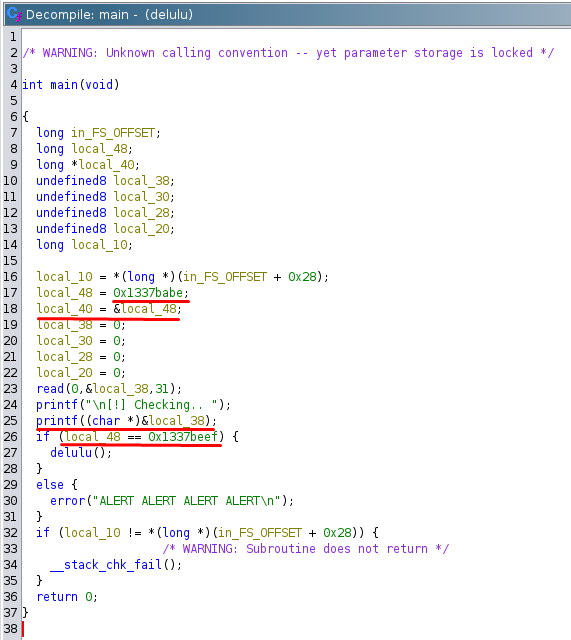 Decompile: main - (delulu)
1
2 /* WARNING: Unknown calling convention -- yet parameter storage is locked */
3
4 int main(void)
5
6 {
7 long in_FS_OFFSET;
8 long local_48;
9 long *local_40;
10 undefined8 local_38;
11 undefined8 local_30;
12 undefined8 local_28;
13 undefined8 local_20;
14 long local_10;
15
16 local_10 = *(long *)(in_FS_OFFSET + 0x28);
17 local_48 = 0x1337babe;
18 local_40 = &local_48;
19 local_38 = 0;
20 local_30 = 0;
21 local_28 = 0;
22 local_20 = 0;
23 read(0,&local_38,31);
24 printf("\n[!] Checking.. ");
25 printf((char *)&local_38);
26 if (local_48 == 0x1337beef) {
27 delulu();
28 }
29 else {
30 error("ALERT ALERT ALERT ALERT\n");
31 }
32 if (local_10 != *(long *)(in_FS_OFFSET + 0x28)) {
33 /* WARNING: Subroutine does not return */
34 __stack_chk_fail();
35 }
36 return 0;
37 }
38